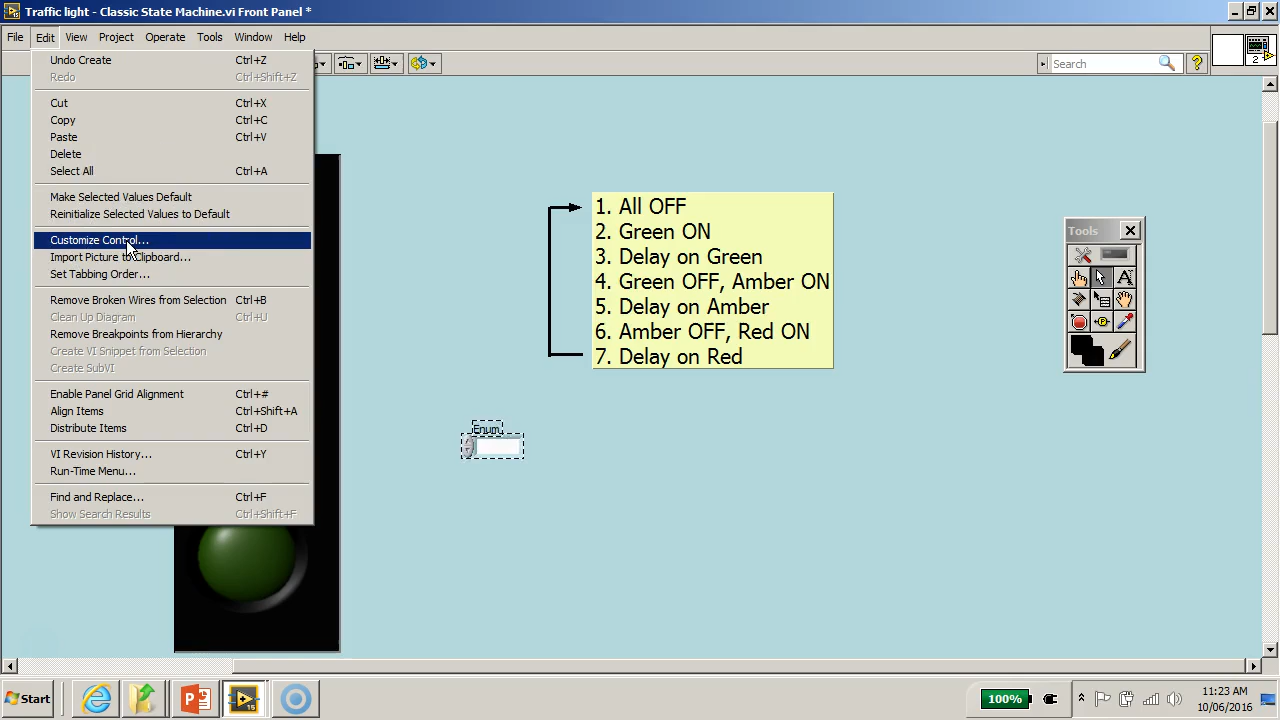 Traffic light - Classic State Machine.vi Front Panel *
File Edit View Project Operate Tools Window Help
Search
?
2
Undo Create Ctrl+Z
Redo Ctrl+Shift+Z
Cut Ctrl+X
Copy Ctrl+C
Paste Ctrl+V
Delete
Select All Ctrl+A
Make Selected Values Default
Reinitialize Selected Values to Default
Customize Control...
Import Picture to Clipboard...
Set Tabbing Order...
Remove Broken Wires from Selection Ctrl+B
Clean Up Diagram Ctrl+U
Remove Breakpoints from Hierarchy
Create VI Snippet from Selection
Create SubVI
Enable Panel Grid Alignment Ctrl+#
Align Items Ctrl+Shift+A
Distribute Items Ctrl+D
VI Revision History... Ctrl+Y
Run-Time Menu...
Find and Replace... Ctrl+F
Show Search Results Ctrl+Shift+F
1. All OFF
2. Green ON
3. Delay on Green
4. Green OFF, Amber ON
5. Delay on Amber
6. Amber OFF, Red ON
7. Delay on Red
Enum
Tools
A
Start
100%
11:23 AM
10/06/2016